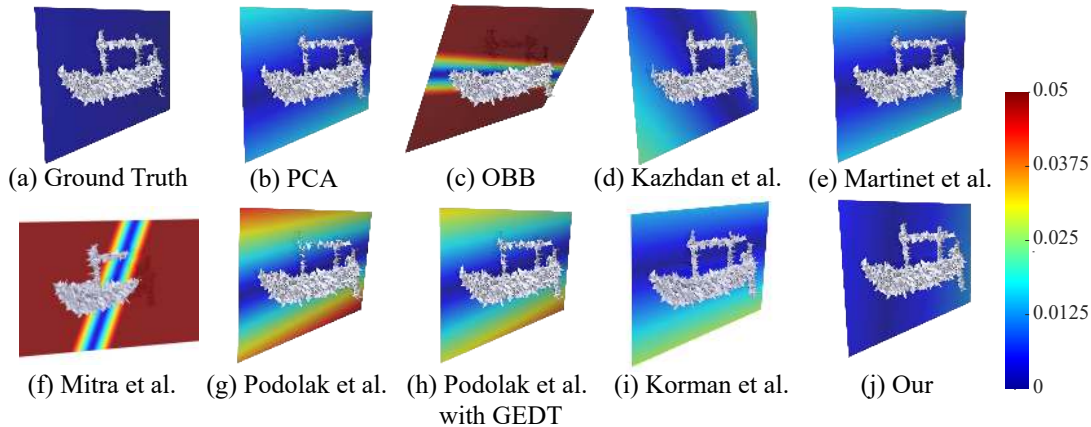 (a) Ground Truth
(b) PCA
(c) OBB
(d) Kazhdan et al.
(e) Martinet et al.
0.05
0.0375
0.025
0.0125
0
(f) Mitra et al.
(g) Podolak et al.
(h) Podolak et al.
with GEDT
(i) Korman et al.
(j) Our